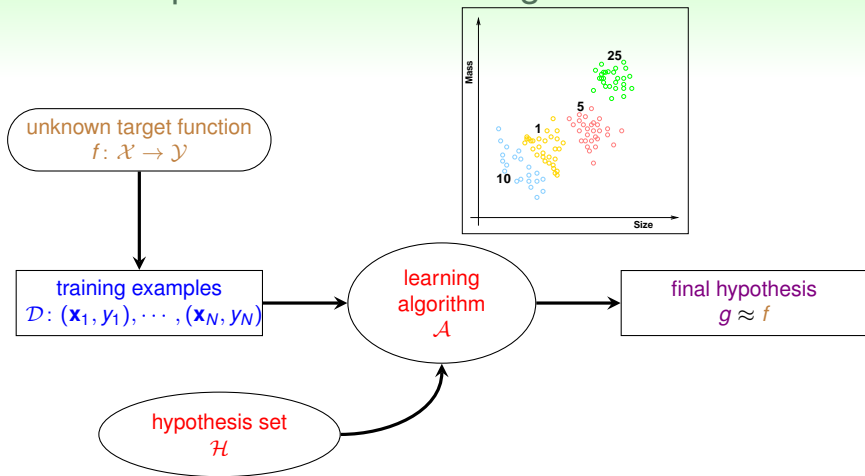 25
Mass
5
1
10
Size
unknown target function
f: 𝒳 → 𝒴
training examples
𝒟: (x₁, y₁), ⋯ , (x_N, y_N)
learning
algorithm
𝒜
final hypothesis
g ≈ f
hypothesis set
ℋ